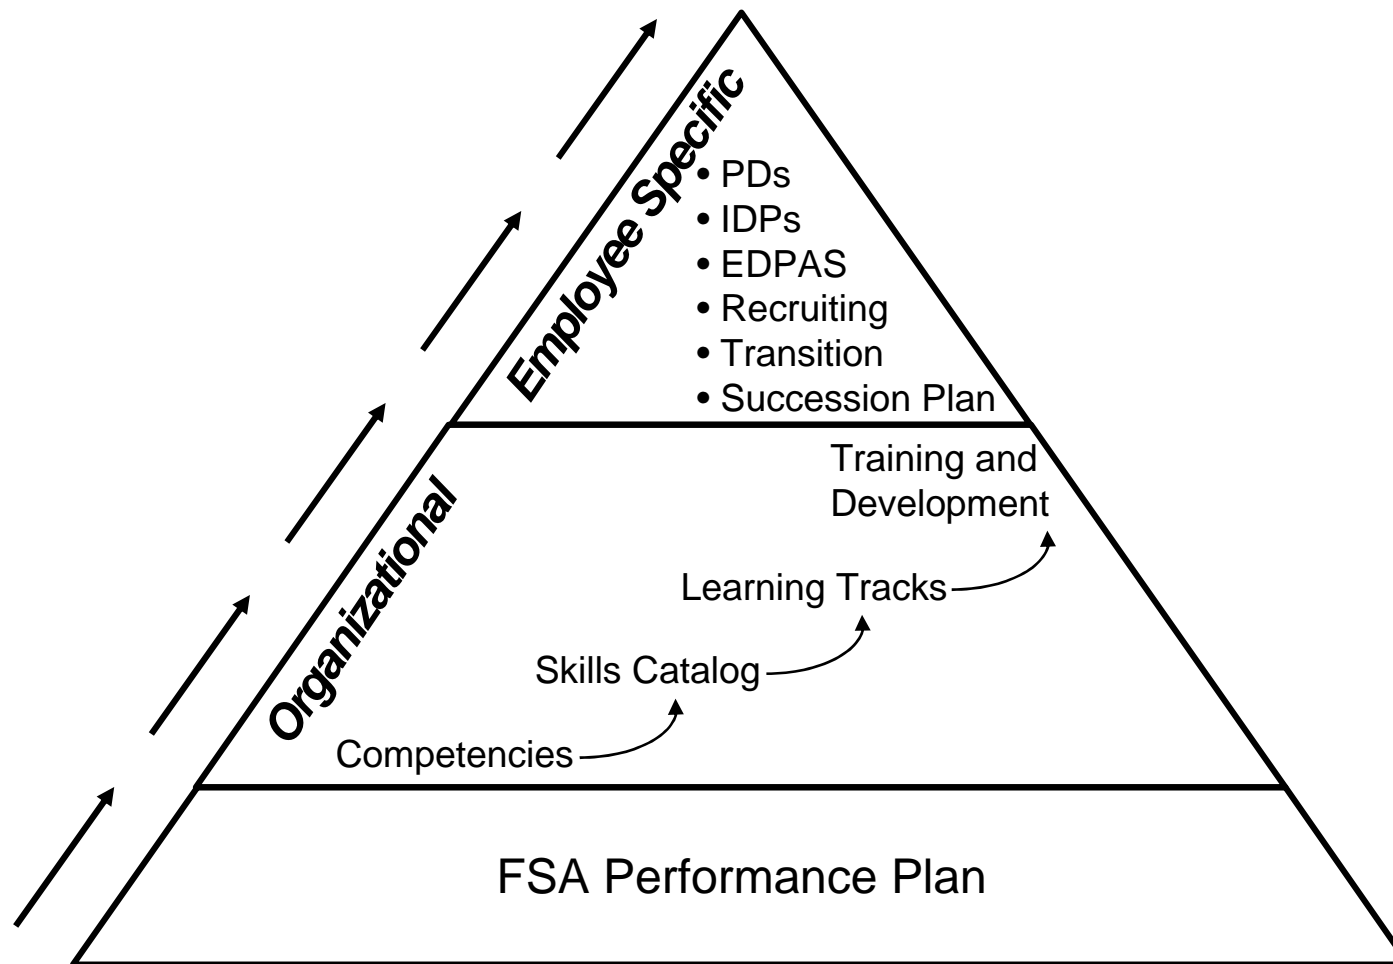 Employee Specific
• PDs
• IDPs
• EDPAS
• Recruiting
• Transition
• Succession Plan
Organizational
Training and
Development
Learning Tracks
Skills Catalog
Competencies
FSA Performance Plan